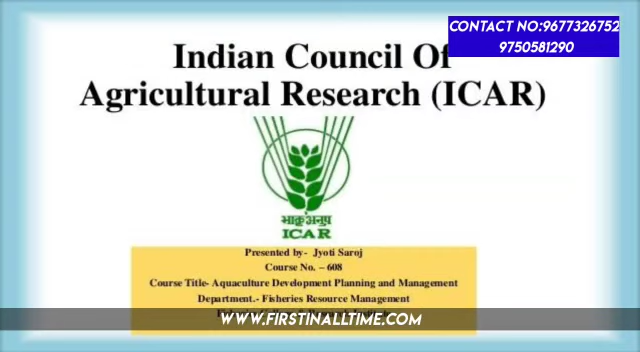 CONTACT NO:9677326752
9750581290
Indian Council Of
Agricultural Research (ICAR)
भाकृअनुप
ICAR
Presented by- Jyoti Saroj
Course No. – 608
Course Title- Aquaculture Development Planning and Management
Department.- Fisheries Resource Management
WWW.FIRSTINALLTIME.COM